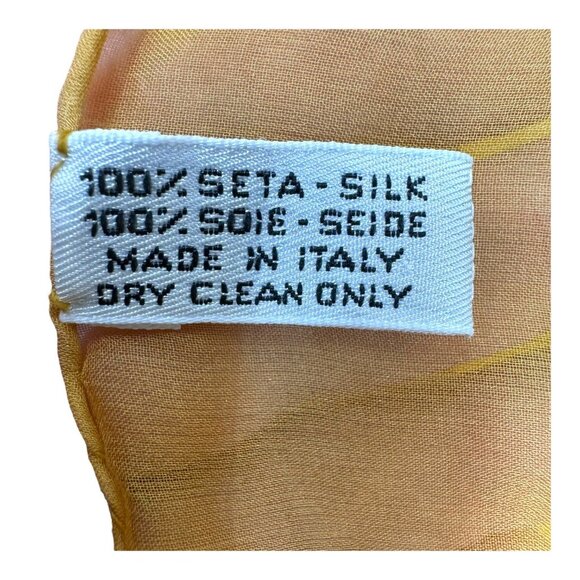 100% SETA - SILK
100% SOIE - SEIDE
MADE IN ITALY
DRY CLEAN ONLY